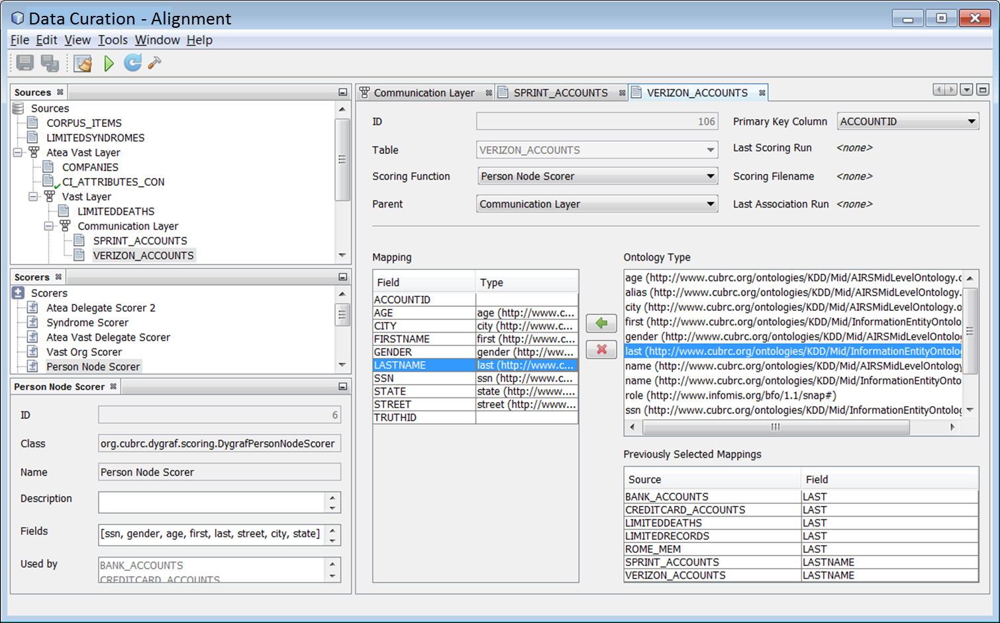 Data Curation - Alignment
File Edit View Tools Window Help
Sources
Sources
CORPUS_ITEMS
LIMITEDSYNDROMES
Atea Vast Layer
COMPANIES
CI_ATTRIBUTES_CON
Vast Layer
LIMITEDDEATHS
Communication Layer
SPRINT_ACCOUNTS
VERIZON_ACCOUNTS
Scorers
Scorers
Atea Delegate Scorer 2
Syndrome Scorer
Atea Vast Delegate Scorer
Vast Org Scorer
Person Node Scorer
Person Node Scorer
ID 6
Class org.cubrc.dygraf.scoring.DygrafPersonNodeScorer
Name Person Node Scorer
Description
Fields [ssn, gender, age, first, last, street, city, state]
Used by BANK_ACCOUNTS
CREDITCARD_ACCOUNTS
Communication Layer SPRINT_ACCOUNTS VERIZON_ACCOUNTS
ID 106 Primary Key Column ACCOUNTID
Table VERIZON_ACCOUNTS Last Scoring Run <none>
Scoring Function Person Node Scorer Scoring Filename <none>
Parent Communication Layer Last Association Run <none>
Mapping
Field Type
ACCOUNTID
AGE age (http://www.c...
CITY city (http://www.c...
FIRSTNAME first (http://www.c...
GENDER gender (http://ww...
LASTNAME last (http://www.c...
SSN ssn (http://www.c...
STATE state (http://www....
STREET street (http://www...
TRUTHID
Ontology Type
age (http://www.cubrc.org/ontologies/KDD/Mid/AIRSMidLevelOntology.o
alias (http://www.cubrc.org/ontologies/KDD/Mid/AIRSMidLevelOntology.
city (http://www.cubrc.org/ontologies/KDD/Mid/AIRSMidLevelOntology.o
first (http://www.cubrc.org/ontologies/KDD/Mid/InformationEntityOntolo
gender (http://www.cubrc.org/ontologies/KDD/Mid/AIRSMidLevelOntolo
last (http://www.cubrc.org/ontologies/KDD/Mid/InformationEntityOntolo
name (http://www.cubrc.org/ontologies/KDD/Mid/AIRSMidLevelOntology
name (http://www.cubrc.org/ontologies/KDD/Mid/InformationEntityOnto
role (http://www.infomis.org/bfo/1.1/snap#)
ssn (http://www.cubrc.org/ontologies/KDD/Mid/InformationEntityOntolog
Previously Selected Mappings
Source Field
BANK_ACCOUNTS LAST
CREDITCARD_ACCOUNTS LAST
LIMITEDDEATHS LAST
LIMITEDRECORDS LAST
ROME_MEM LAST
SPRINT_ACCOUNTS LASTNAME
VERIZON_ACCOUNTS LASTNAME